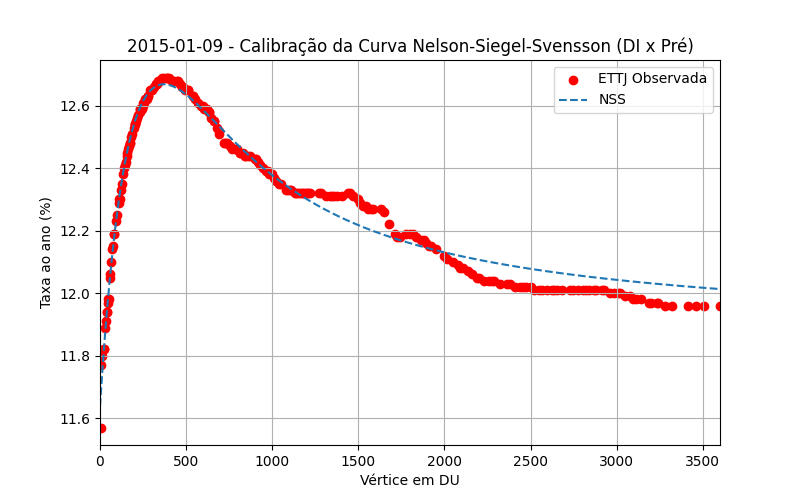 2015-01-09 - Calibração da Curva Nelson-Siegel-Svensson (DI x Pré)
ETTJ Observada
NSS
Taxa ao ano (%)
12.6
12.4
12.2
12.0
11.8
11.6
0 500 1000 1500 2000 2500 3000 3500
Vértice em DU